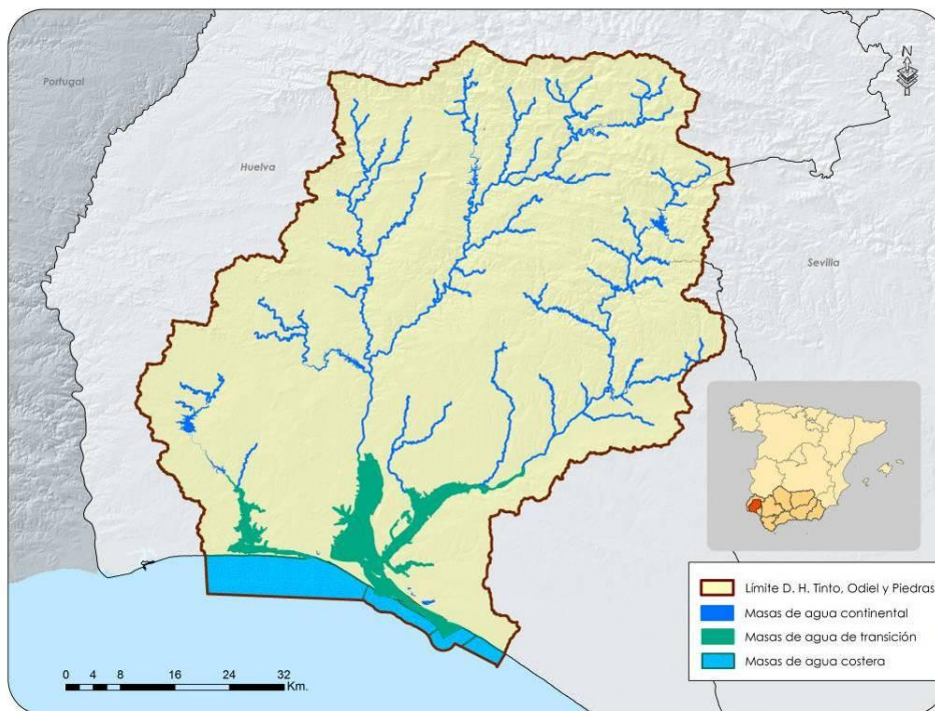 N
Portugal
Huelva
Sevilla
Límite D. H. Tinto, Odiel y Piedras
Masas de agua continental
Masas de agua de transición
Masas de agua costera
0 4 8 16 24 32
Km.